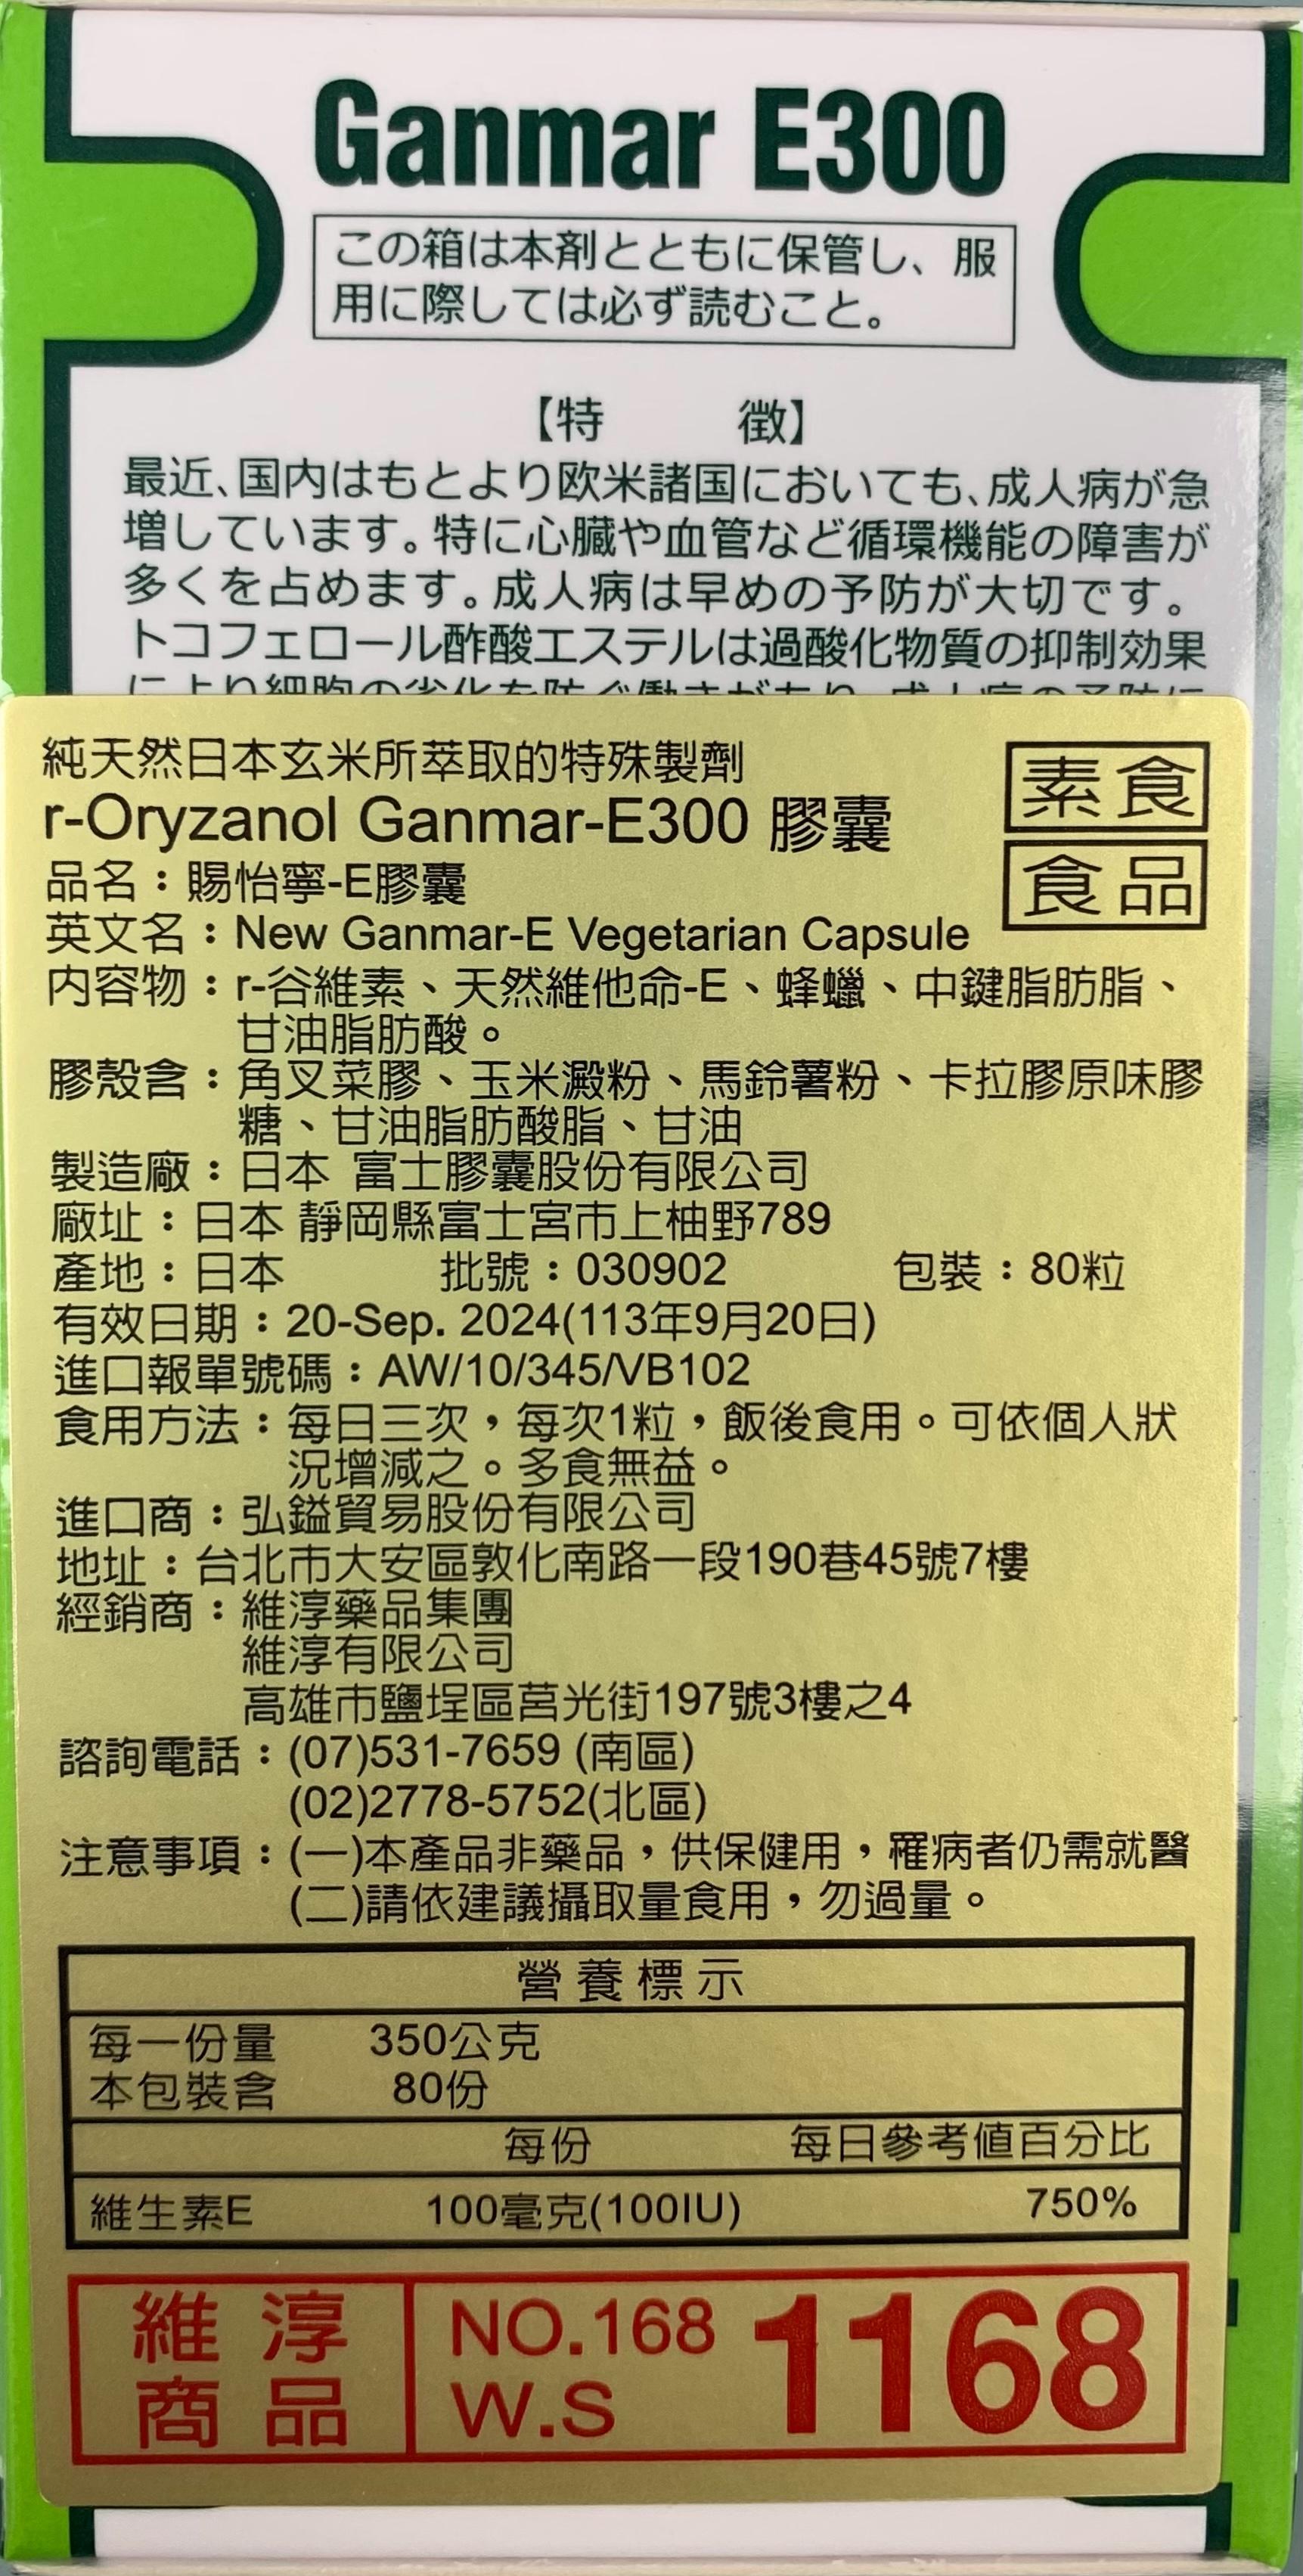 Ganmar E300
この箱は本剤とともに保管し、服
用に際しては必ず読むこと。
【特　　徴】
最近、国内はもとより欧米諸国においても、成人病が急
増しています。特に心臓や血管など循環機能の障害が
多くを占めます。成人病は早めの予防が大切です。
トコフェロール酢酸エステルは過酸化物質の抑制効果
により細胞の劣化を防ぐ働きがあり、成人病の予防に
純天然日本玄米所萃取的特殊製劑
素食
r-Oryzanol Ganmar-E300 膠囊
食品
品名：賜怡寧-E膠囊
英文名：New Ganmar-E Vegetarian Capsule
內容物：r-谷維素、天然維他命-E、蜂蠟、中鍵脂肪脂、
甘油脂肪酸。
膠殼含：角叉菜膠、玉米澱粉、馬鈴薯粉、卡拉膠原味膠
糖、甘油脂肪酸脂、甘油
製造廠：日本 富士膠囊股份有限公司
廠址：日本 靜岡縣富士宮市上柚野789
產地：日本 批號：030902 包裝：80粒
有效日期：20-Sep. 2024(113年9月20日)
進口報單號碼：AW/10/345/VB102
食用方法：每日三次，每次1粒，飯後食用。可依個人狀
況增減之。多食無益。
進口商：弘鎰貿易股份有限公司
地址：台北市大安區敦化南路一段190巷45號7樓
經銷商：維淳藥品集團
維淳有限公司
高雄市鹽埕區莒光街197號3樓之4
諮詢電話：(07)531-7659 (南區)
(02)2778-5752(北區)
注意事項：(一)本產品非藥品，供保健用，罹病者仍需就醫
(二)請依建議攝取量食用，勿過量。
營養標示
每一份量 350公克
本包裝含 80份
每份 每日參考值百分比
維生素E 100毫克(100IU) 750%
維淳
商品
NO.168
W.S
1168